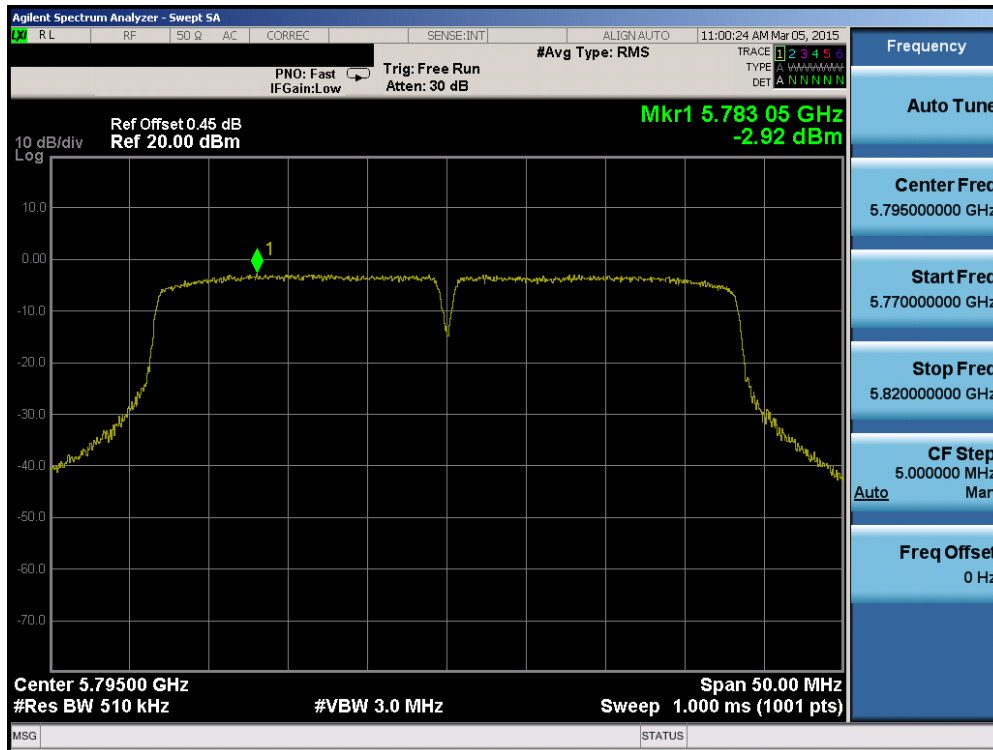 Agilent Spectrum Analyzer - Swept SA
LXI RL RF 50 Ω AC CORREC SENSE:INT ALIGN AUTO 11:00:24 AM Mar 05, 2015
#Avg Type: RMS TRACE 1 2 3 4 5 6
PNO: Fast Trig: Free Run TYPE A WWWWW
IFGain:Low Atten: 30 dB DET A N N N N N
Mkr1 5.783 05 GHz
-2.92 dBm
Ref Offset 0.45 dB
10 dB/div Ref 20.00 dBm
Log
10.0
1
0.00
-10.0
-20.0
-30.0
-40.0
-50.0
-60.0
-70.0
Center 5.79500 GHz Span 50.00 MHz
#Res BW 510 kHz #VBW 3.0 MHz Sweep 1.000 ms (1001 pts)
MSG STATUS
Frequency
Auto Tune
Center Freq
5.795000000 GHz
Start Freq
5.770000000 GHz
Stop Freq
5.820000000 GHz
CF Step
5.000000 MHz
Auto Man
Freq Offset
0 Hz